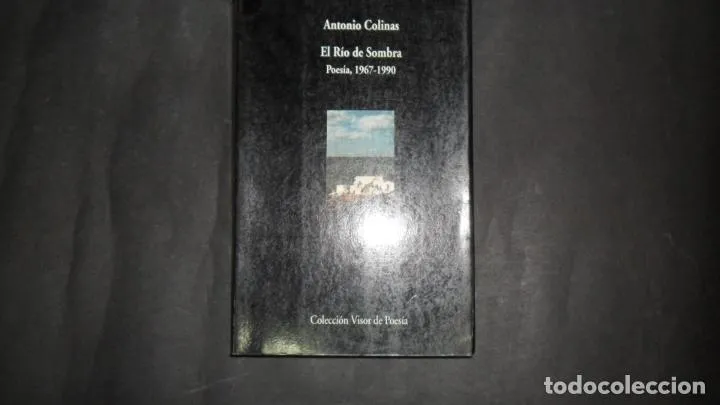 Antonio Colinas
El Río de Sombra
Poesía, 1967-1990
Colección Visor de Poesía
todocoleccion